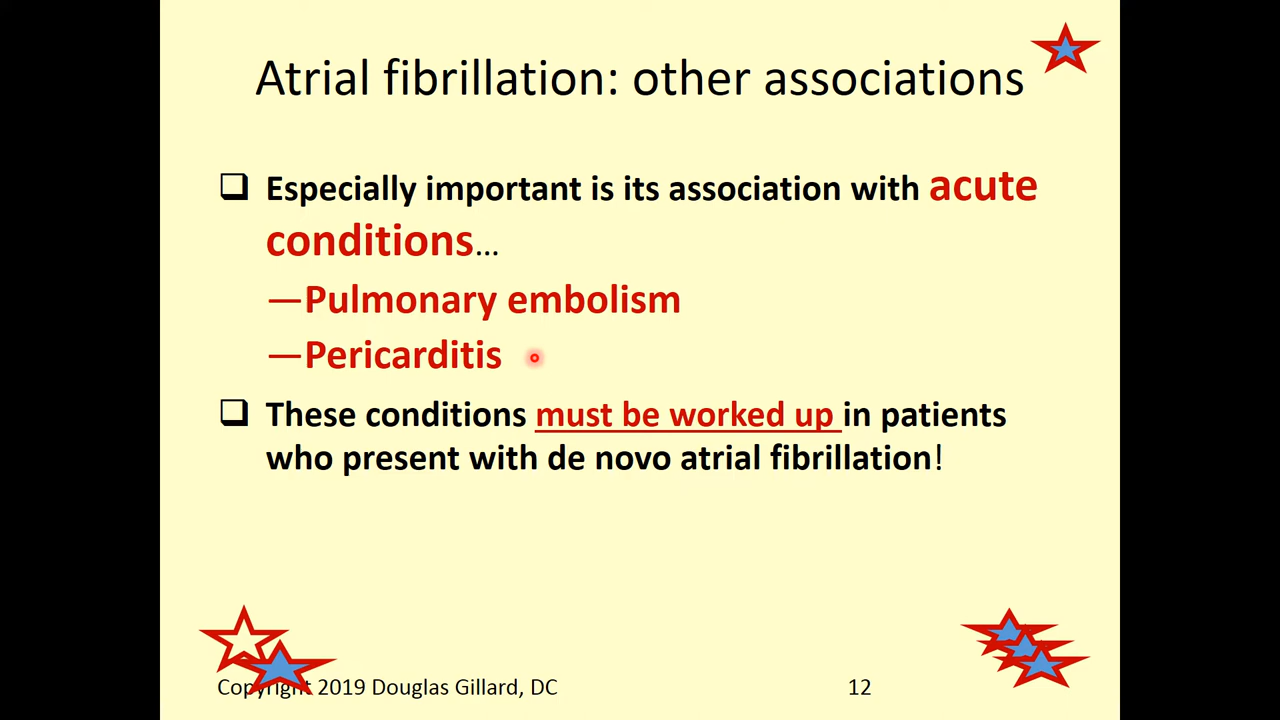 Atrial fibrillation: other associations
❑ Especially important is its association with acute
conditions...
—Pulmonary embolism
—Pericarditis
❑ These conditions must be worked up in patients
who present with de novo atrial fibrillation!
Copyright 2019 Douglas Gillard, DC
12